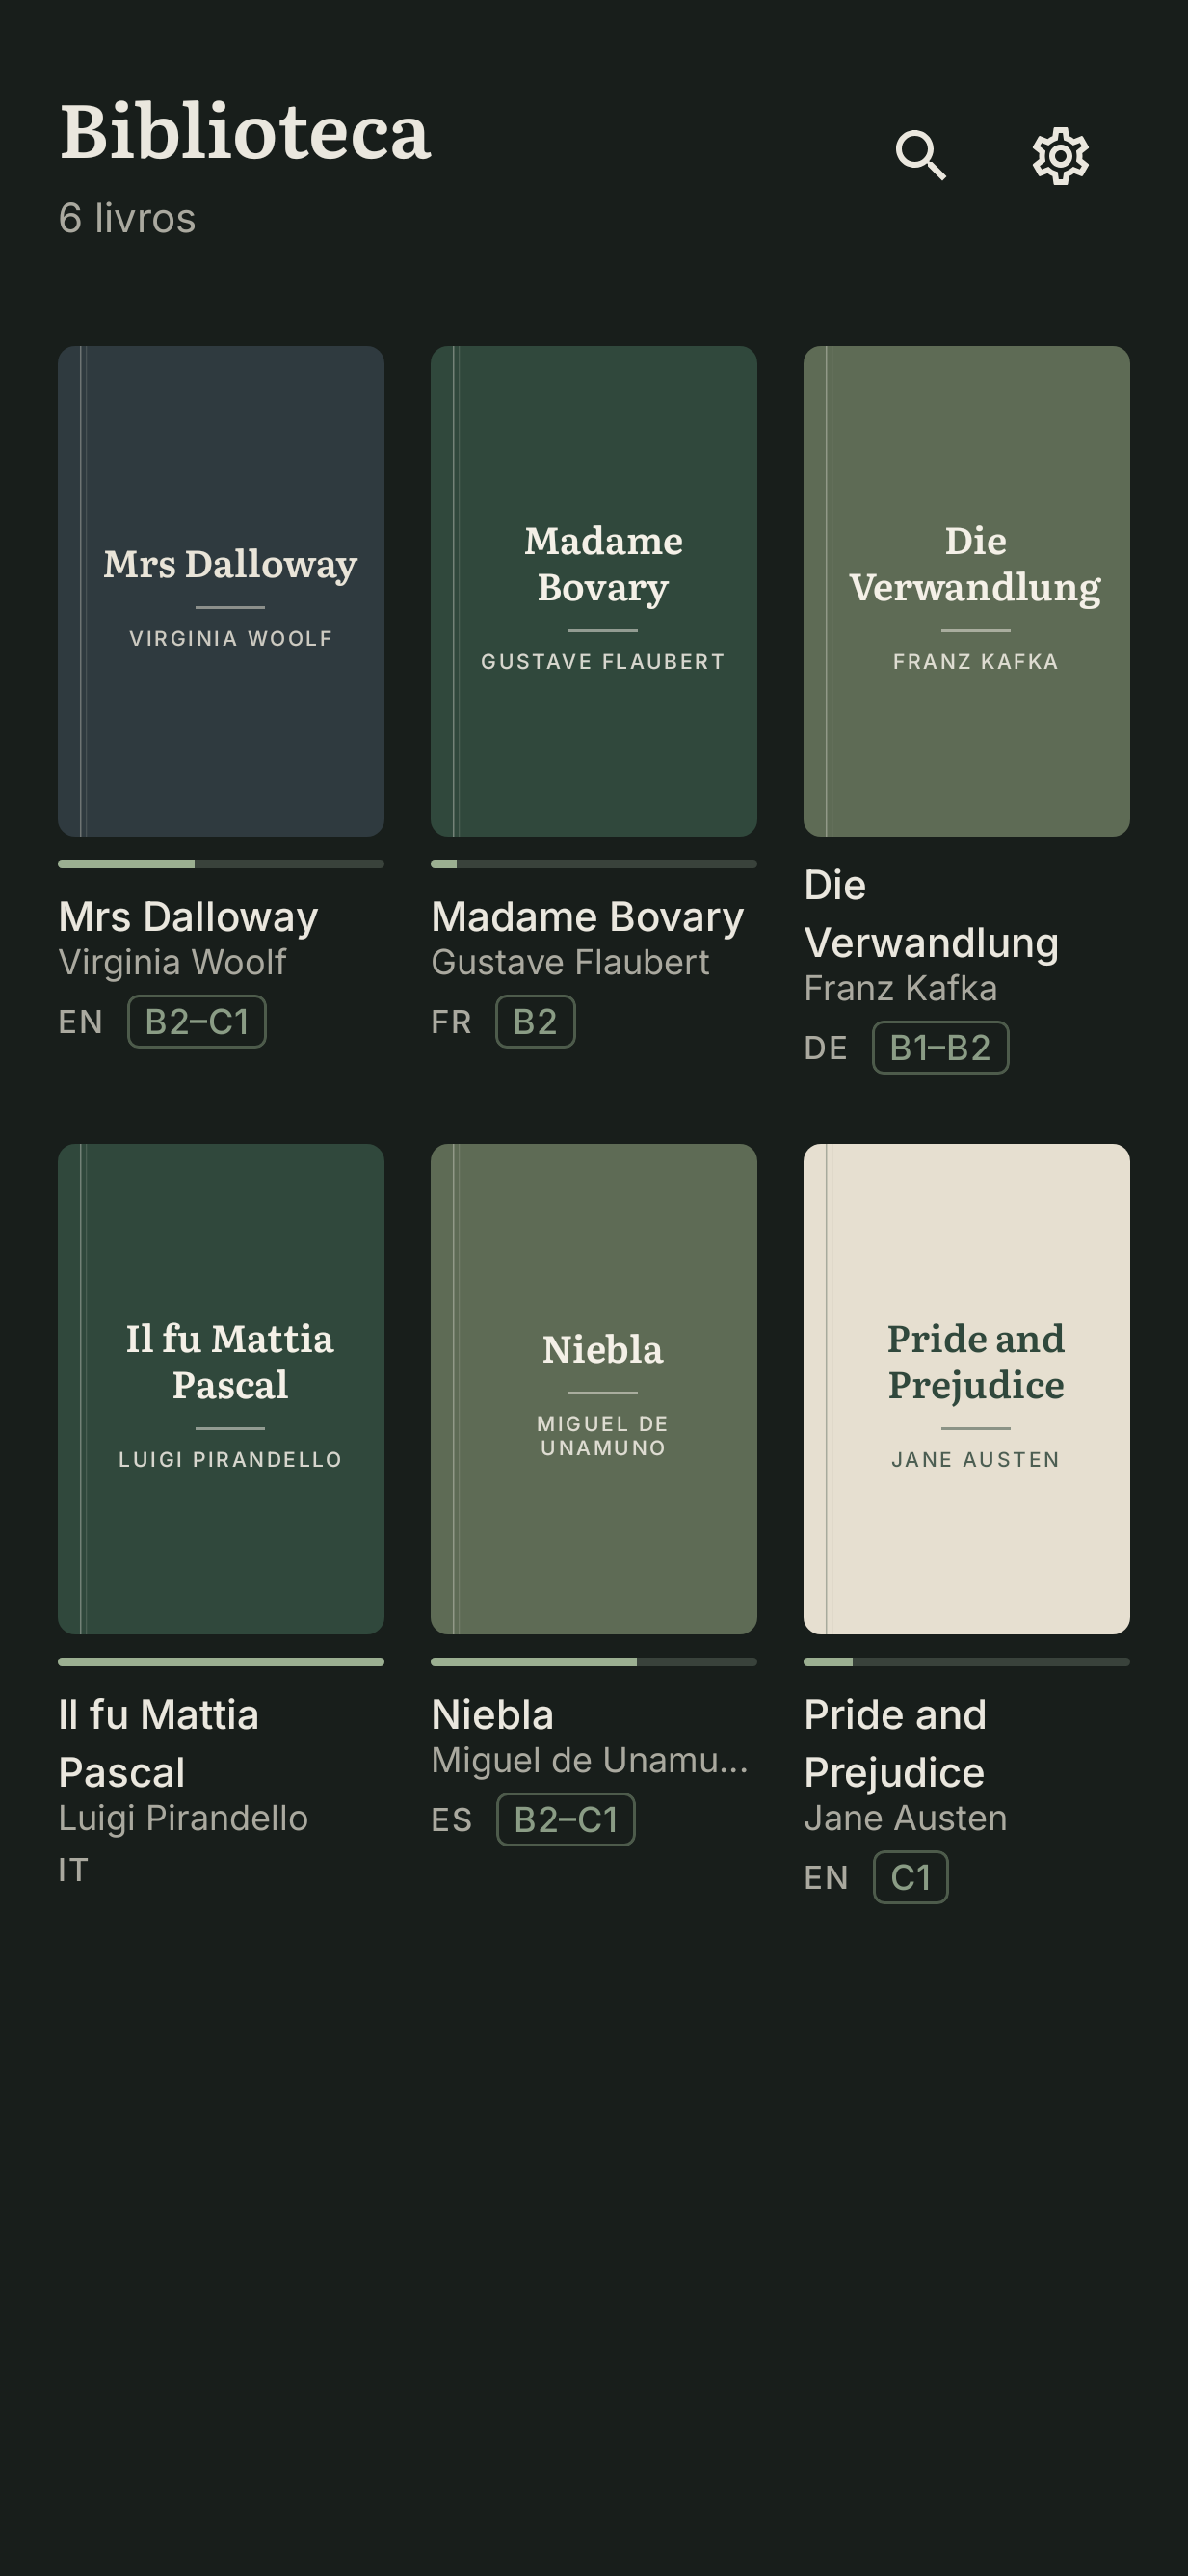 Biblioteca
6 livros
Mrs Dalloway
VIRGINIA WOOLF
Madame
Bovary
GUSTAVE FLAUBERT
Die
Verwandlung
FRANZ KAFKA
Mrs Dalloway
Virginia Woolf
EN B2–C1
Madame Bovary
Gustave Flaubert
FR B2
Die
Verwandlung
Franz Kafka
DE B1–B2
Il fu Mattia
Pascal
LUIGI PIRANDELLO
Niebla
MIGUEL DE
UNAMUNO
Pride and
Prejudice
JANE AUSTEN
Il fu Mattia
Pascal
Luigi Pirandello
IT
Niebla
Miguel de Unamu...
ES B2–C1
Pride and
Prejudice
Jane Austen
EN C1